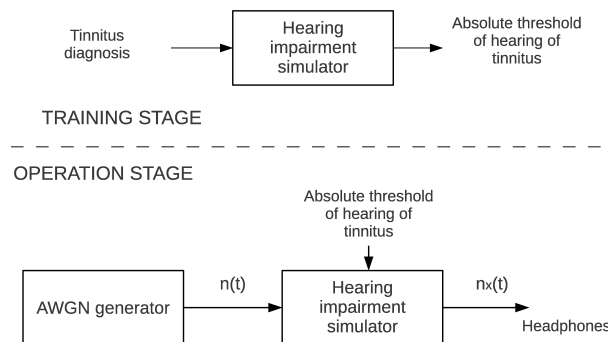 Tinnitus
diagnosis
Hearing
impairment
simulator
Absolute threshold
of hearing of
tinnitus
TRAINING STAGE
OPERATION STAGE
Absolute threshold
of hearing of
tinnitus
AWGN generator
n(t)
Hearing
impairment
simulator
nx(t)
Headphones